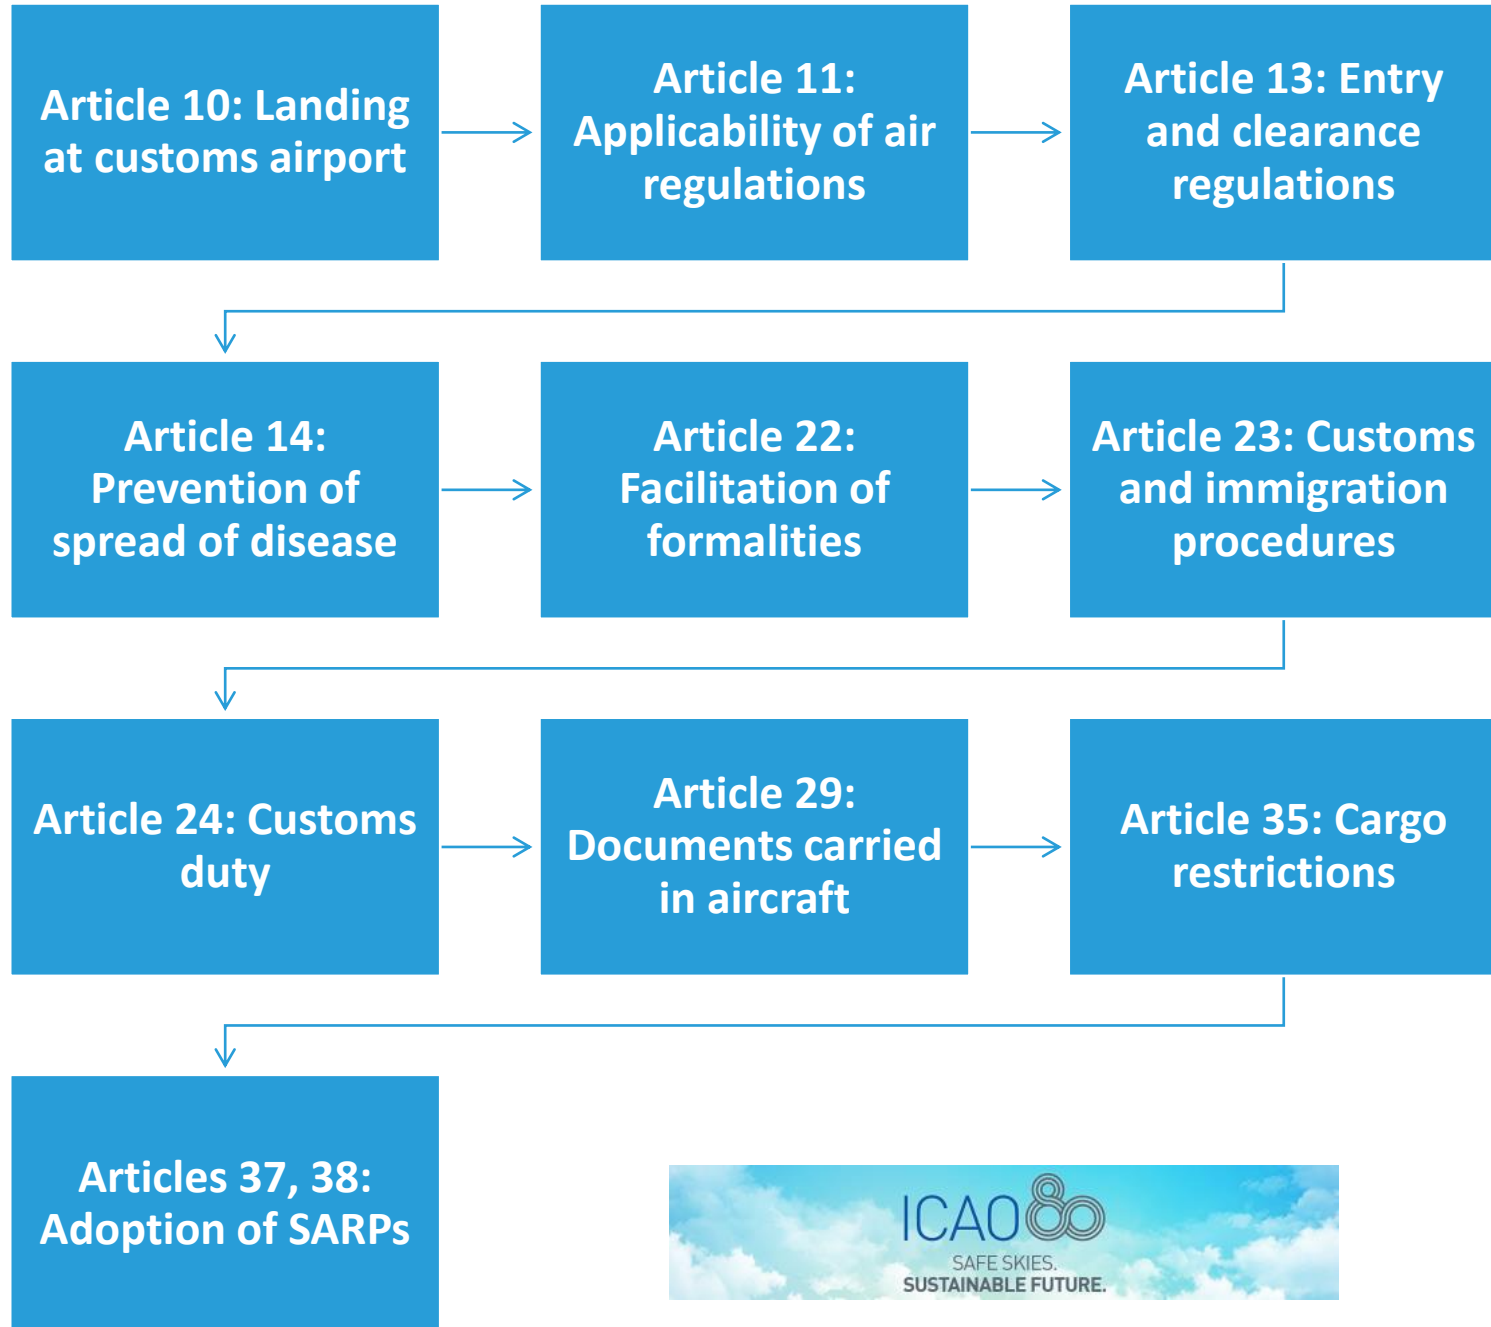 Article 10: Landing
at customs airport
Article 11:
Applicability of air
regulations
Article 13: Entry
and clearance
regulations
Article 14:
Prevention of
spread of disease
Article 22:
Facilitation of
formalities
Article 23: Customs
and immigration
procedures
Article 24: Customs
duty
Article 29:
Documents carried
in aircraft
Article 35: Cargo
restrictions
Articles 37, 38:
Adoption of SARPs
ICAO 80
SAFE SKIES.
SUSTAINABLE FUTURE.